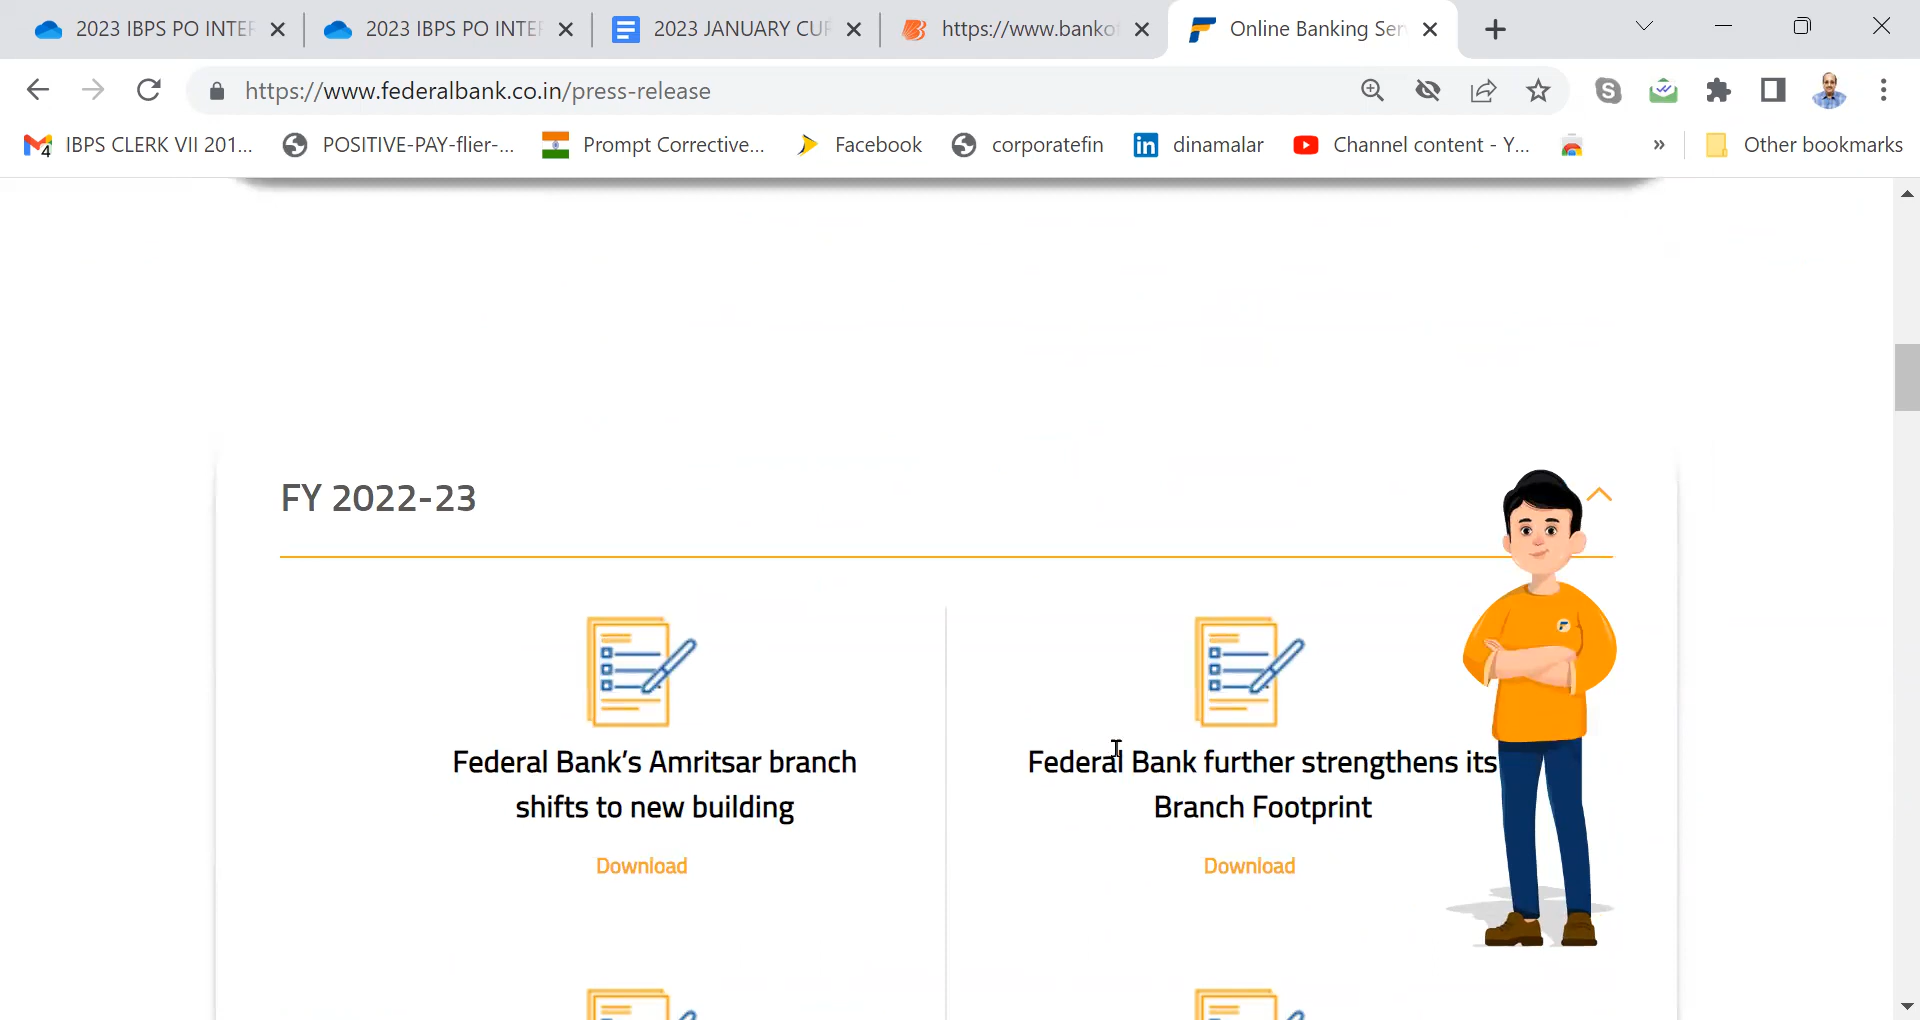 2023 IBPS PO INTER
2023 IBPS PO INTE
2023 JANUARY CUR
https://www.bankof
Online Banking Ser
https://www.federalbank.co.in/press-release
IBPS CLERK VII 201...
POSITIVE-PAY-flier-...
Prompt Corrective...
Facebook
corporatefin
dinamalar
Channel content - Y...
»
Other bookmarks
FY 2022-23
Federal Bank’s Amritsar branch
shifts to new building
Download
Federal Bank further strengthens its
Branch Footprint
Download